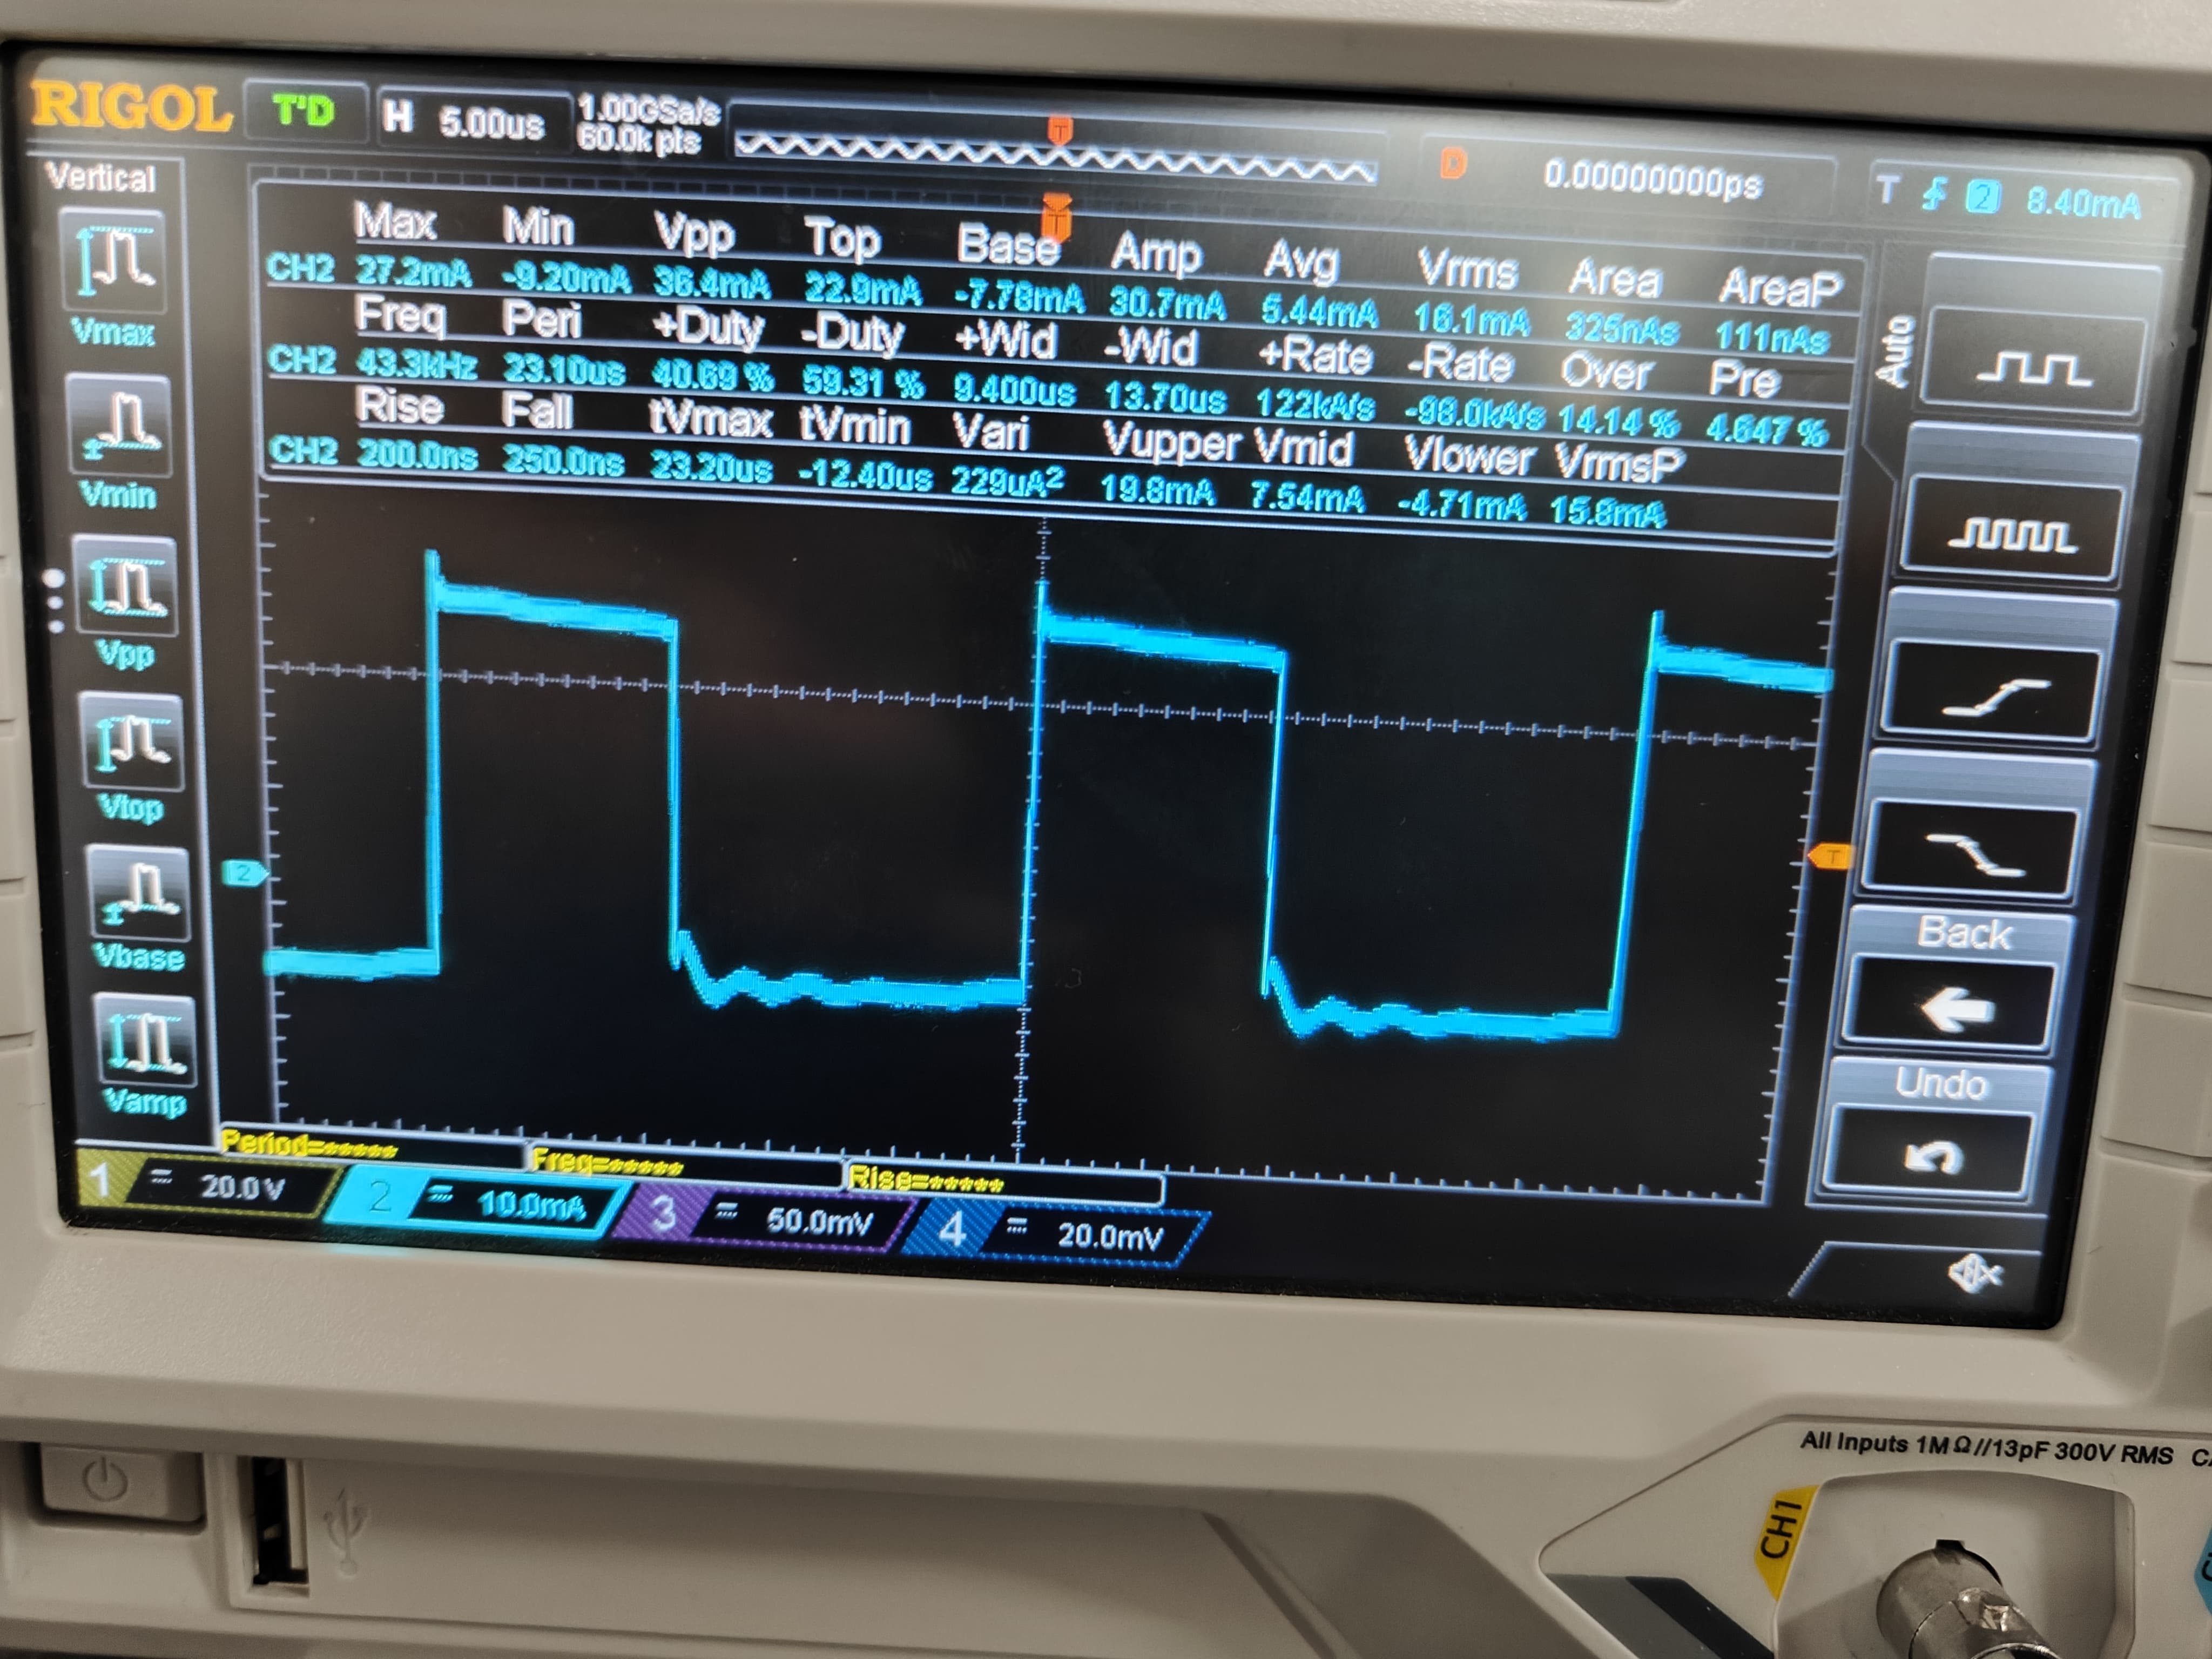 RIGOL T'D H 5.00us 1.00GSa/s 60.0k pts T D 0.00000000ps T 2 8.40mA
Vertical
Vmax
Vmin
Vpp
Vtop
Vbase
Vamp
T
Max Min Vpp Top Base Amp Avg Vrms Area AreaP
CH2 27.2mA -9.20mA 36.4mA 22.9mA -7.78mA 30.7mA 5.44mA 16.1mA 325nAs 111nAs
Freq Peri +Duty -Duty +Wid -Wid +Rate -Rate Over Pre
CH2 43.3kHz 23.10us 40.69 % 59.31 % 9.400us 13.70us 122kA/s -98.0kA/s 14.14 % 4.647 %
Rise Fall tVmax tVmin Vari Vupper Vmid Vlower VrmsP
CH2 200.0ns 250.0ns 23.20us -12.40us 229uA² 19.8mA 7.54mA -4.71mA 15.8mA
2
T
Auto
Back
Undo
Period=***** Freq=***** Rise=*****
1 20.0 V 2 10.0mA 3 50.0mV 4 20.0mV
All Inputs 1MΩ//13pF 300V RMS
CH1